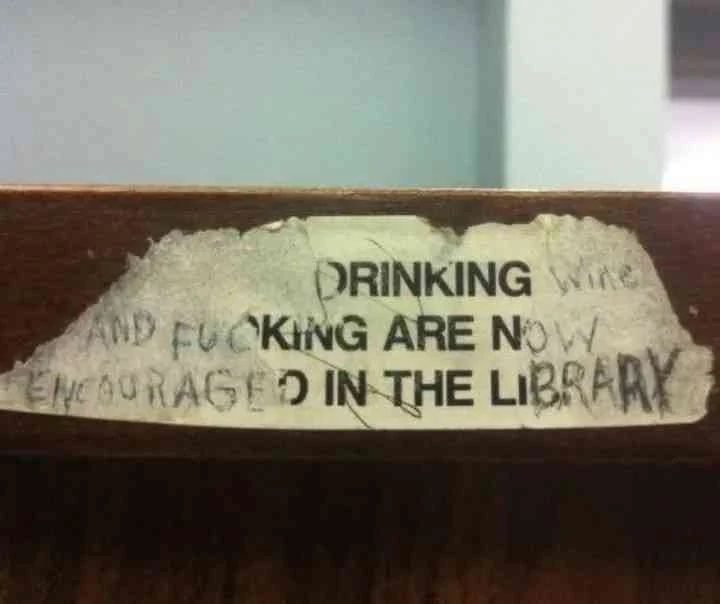 DRINKING Wine
AND FUCKING ARE NOW
ENCOURAGED IN THE LIBRARY